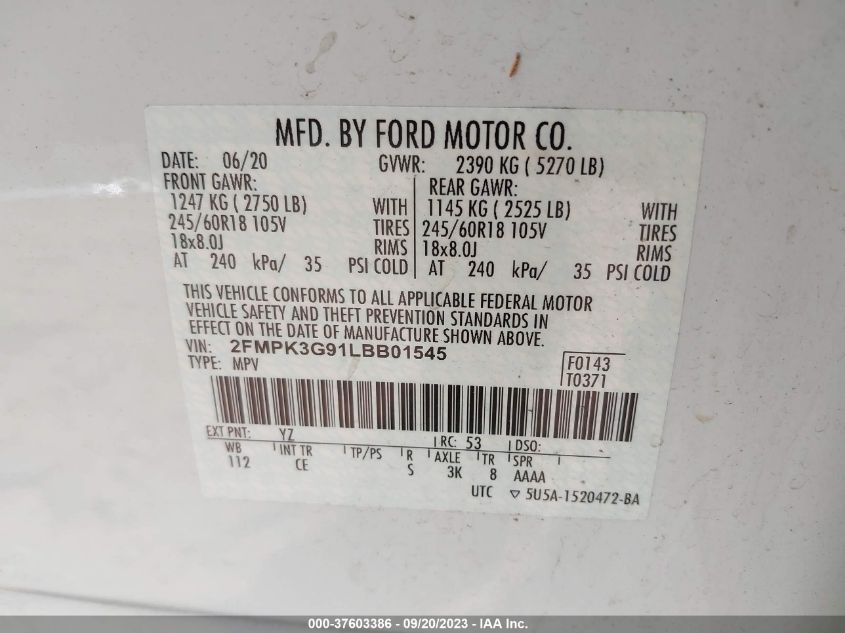 MFD. BY FORD MOTOR CO.
DATE: 06/20 GVWR: 2390 KG ( 5270 LB)
FRONT GAWR: REAR GAWR:
1247 KG ( 2750 LB) WITH 1145 KG ( 2525 LB) WITH
245/60R18 105V TIRES 245/60R18 105V TIRES
18x8.0J RIMS 18x8.0J RIMS
AT 240 kPa/ 35 PSI COLD AT 240 kPa/ 35 PSI COLD
THIS VEHICLE CONFORMS TO ALL APPLICABLE FEDERAL MOTOR
VEHICLE SAFETY AND THEFT PREVENTION STANDARDS IN
EFFECT ON THE DATE OF MANUFACTURE SHOWN ABOVE.
VIN: 2FMPK3G91LBB01545
TYPE: MPV F0143
T0371
EXT PNT: YZ RC: 53 DSO:
WB INT TR TP/PS R AXLE TR SPR
112 CE S 3K 8 AAAA
UTC ▽ 5U5A-1520472-BA
000-37603386 - 09/20/2023 - IAA Inc.